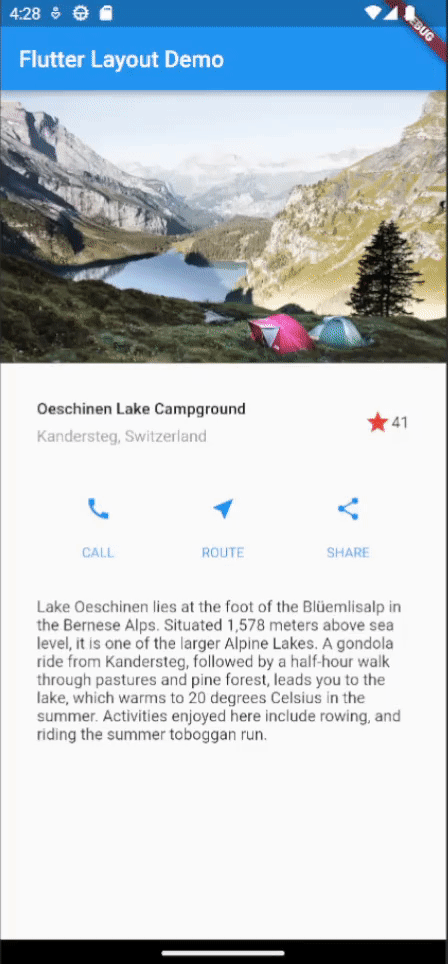 4:28
DEBUG
Flutter Layout Demo
Oeschinen Lake Campground
41
Kandersteg, Switzerland
CALL ROUTE SHARE
Lake Oeschinen lies at the foot of the Blüemlisalp in
the Bernese Alps. Situated 1,578 meters above sea
level, it is one of the larger Alpine Lakes. A gondola
ride from Kandersteg, followed by a half-hour walk
through pastures and pine forest, leads you to the
lake, which warms to 20 degrees Celsius in the
summer. Activities enjoyed here include rowing, and
riding the summer toboggan run.